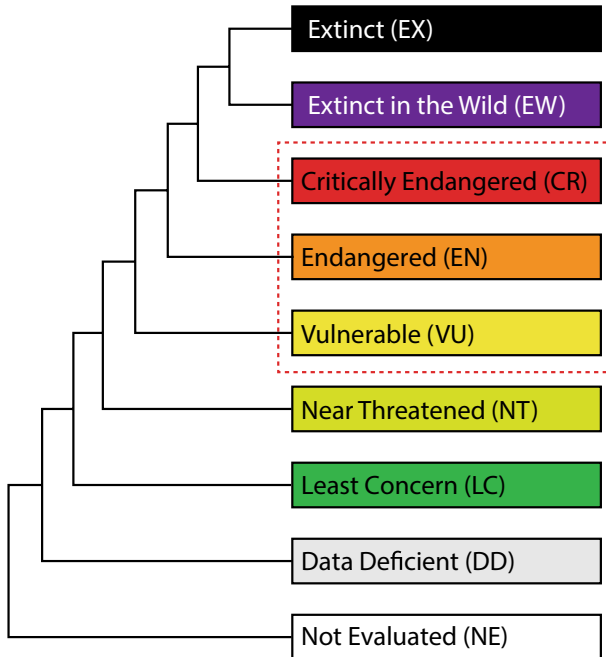 Extinct (EX)
Extinct in the Wild (EW)
Critically Endangered (CR)
Endangered (EN)
Vulnerable (VU)
Near Threatened (NT)
Least Concern (LC)
Data Deficient (DD)
Not Evaluated (NE)